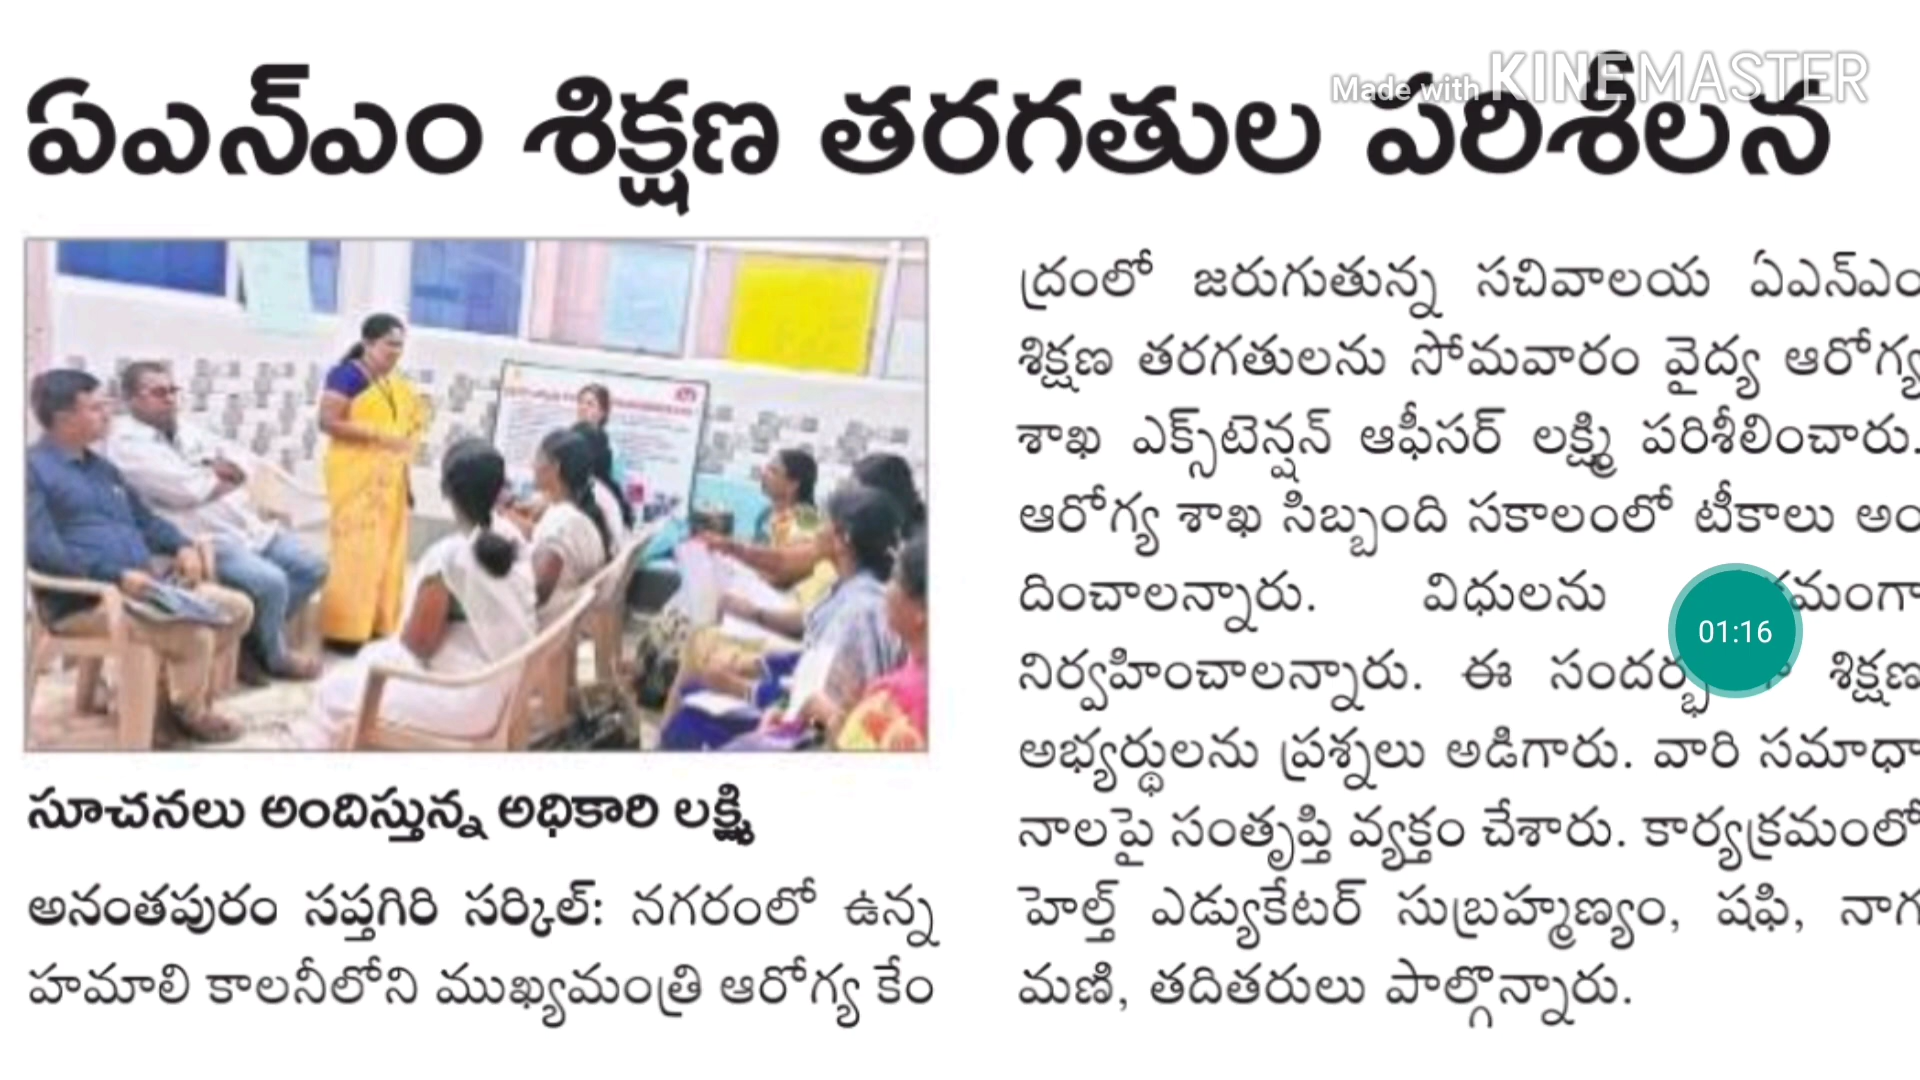 Made with KINEMASTER
ఏఎన్ఎం శిక్షణ తరగతుల పరిశీలన
సూచనలు అందిస్తున్న అధికారి లక్ష్మి
అనంతపురం సప్తగిరి సర్కిల్: నగరంలో ఉన్న
హమాలి కాలనీలోని ముఖ్యమంత్రి ఆరోగ్య కేం
ద్రంలో జరుగుతున్న సచివాలయ ఏఎన్ఎం
శిక్షణ తరగతులను సోమవారం వైద్య ఆరోగ్య
శాఖ ఎక్స్‌టెన్షన్ ఆఫీసర్ లక్ష్మి పరిశీలించారు.
ఆరోగ్య శాఖ సిబ్బంది సకాలంలో టీకాలు అం
దించాలన్నారు. విధులను
నిర్వహించాలన్నారు. ఈ శిక్షణ
అభ్యర్థులను ప్రశ్నలు అడిగారు. వారి సమాధా
నాలపై సంతృప్తి వ్యక్తం చేశారు. కార్యక్రమంలో
హెల్త్ ఎడ్యుకేటర్ సుబ్రహ్మణ్యం, షఫి, నాగ
మణి, తదితరులు పాల్గొన్నారు.
01:16